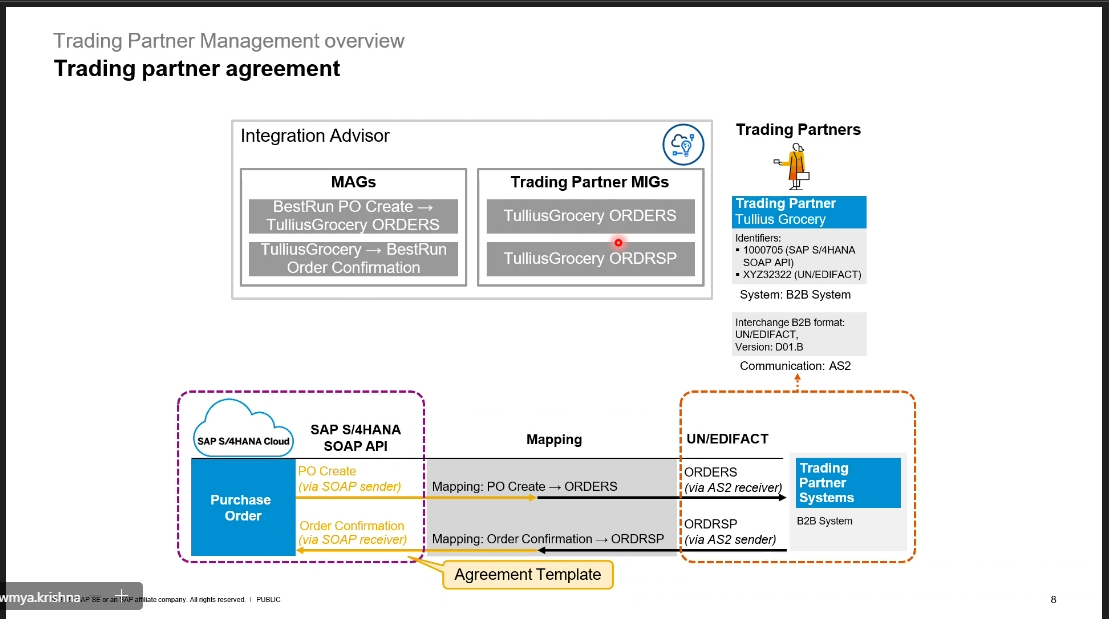 Trading Partner Management overview
Trading partner agreement
Integration Advisor
MAGs
BestRun PO Create →
TulliusGrocery ORDERS
TulliusGrocery → BestRun
Order Confirmation
Trading Partner MIGs
TulliusGrocery ORDERS
TulliusGrocery ORDRSP
Trading Partners
Trading Partner
Tullius Grocery
Identifiers:
▪ 1000705 (SAP S/4HANA
SOAP API)
▪ XYZ32322 (UN/EDIFACT)
System: B2B System
Interchange B2B format:
UN/EDIFACT,
Version: D01.B
Communication: AS2
SAP S/4HANA Cloud
SAP S/4HANA
SOAP API
Mapping
UN/EDIFACT
Purchase
Order
PO Create
(via SOAP sender)
Mapping: PO Create → ORDERS
ORDERS
(via AS2 receiver)
Order Confirmation
(via SOAP receiver)
Mapping: Order Confirmation → ORDRSP
ORDRSP
(via AS2 sender)
Trading
Partner
Systems
B2B System
Agreement Template
wmya.krishna
SAP affiliate company. All rights reserved. | PUBLIC
8